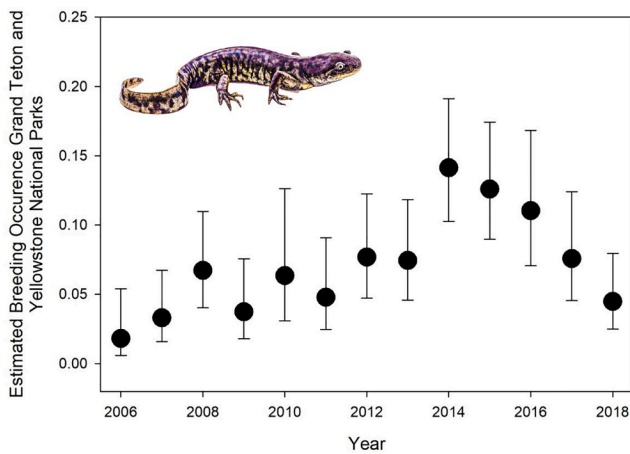 Estimated Breeding Occurence Grand Teton and
Yellowstone National Parks
0.25
0.20
0.15
0.10
0.05
0.00
2006 2008 2010 2012 2014 2016 2018
Year